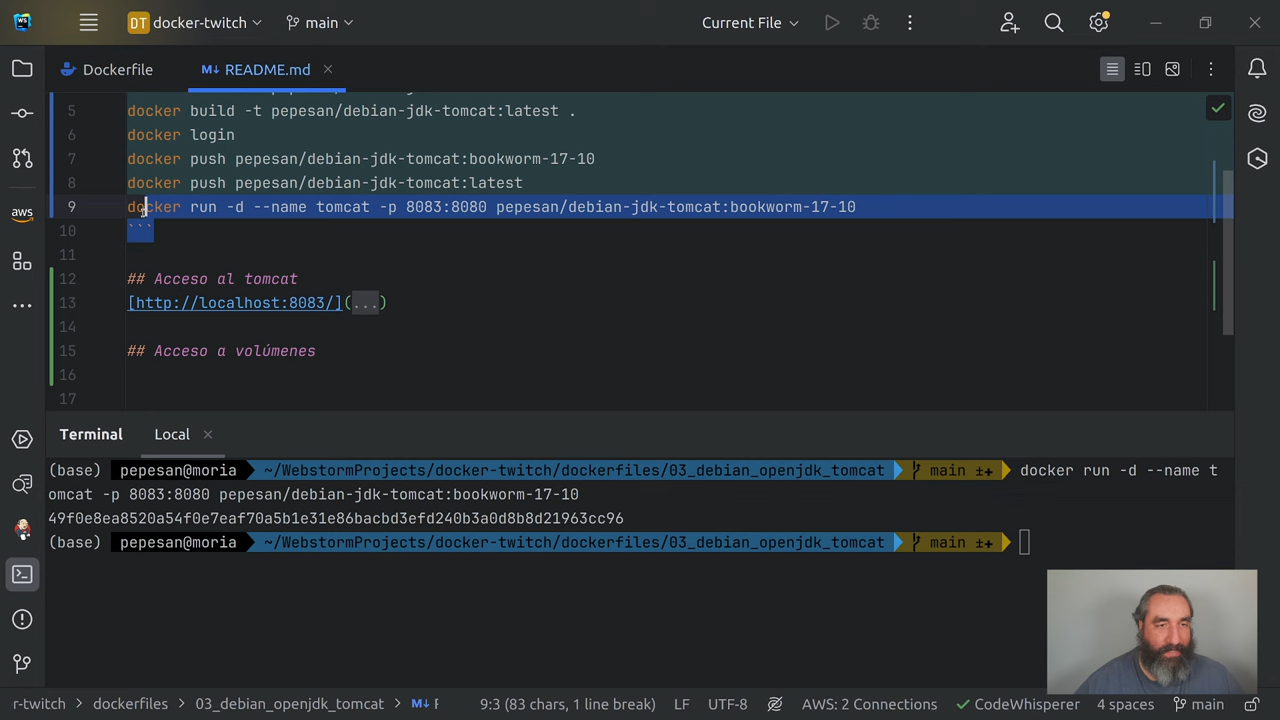 WS
DT docker-twitch
main
Current File
Dockerfile
M↓ README.md
5 docker build -t pepesan/debian-jdk-tomcat:latest .
6 docker login
7 docker push pepesan/debian-jdk-tomcat:bookworm-17-10
8 docker push pepesan/debian-jdk-tomcat:latest
9 docker run -d --name tomcat -p 8083:8080 pepesan/debian-jdk-tomcat:bookworm-17-10
10 ```
11
12 ## Acceso al tomcat
13 [http://localhost:8083/](...)
14
15 ## Acceso a volúmenes
16
17
aws
Terminal Local
(base) pepesan@moria ~/WebstormProjects/docker-twitch/dockerfiles/03_debian_openjdk_tomcat main ±+ docker run -d --name t
omcat -p 8083:8080 pepesan/debian-jdk-tomcat:bookworm-17-10
49f0e8ea8520a54f0e7eaf70a5b1e31e86bacbd3efd240b3a0d8b8d21963cc96
(base) pepesan@moria ~/WebstormProjects/docker-twitch/dockerfiles/03_debian_openjdk_tomcat main ±+
r-twitch > dockerfiles > 03_debian_openjdk_tomcat > M↓ 9:3 (83 chars, 1 line break) LF UTF-8 AWS: 2 Connections CodeWhisperer 4 spaces main